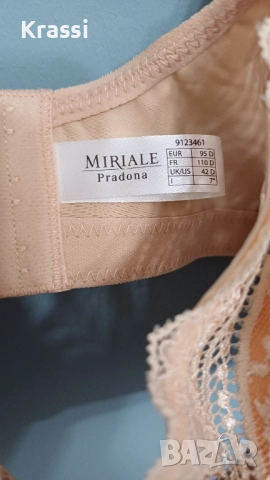 Krassi
9123461
MIRIALE
Pradona
EUR 95 D
FR 110 D
UK/US 42 D
I 7"
BAZAR